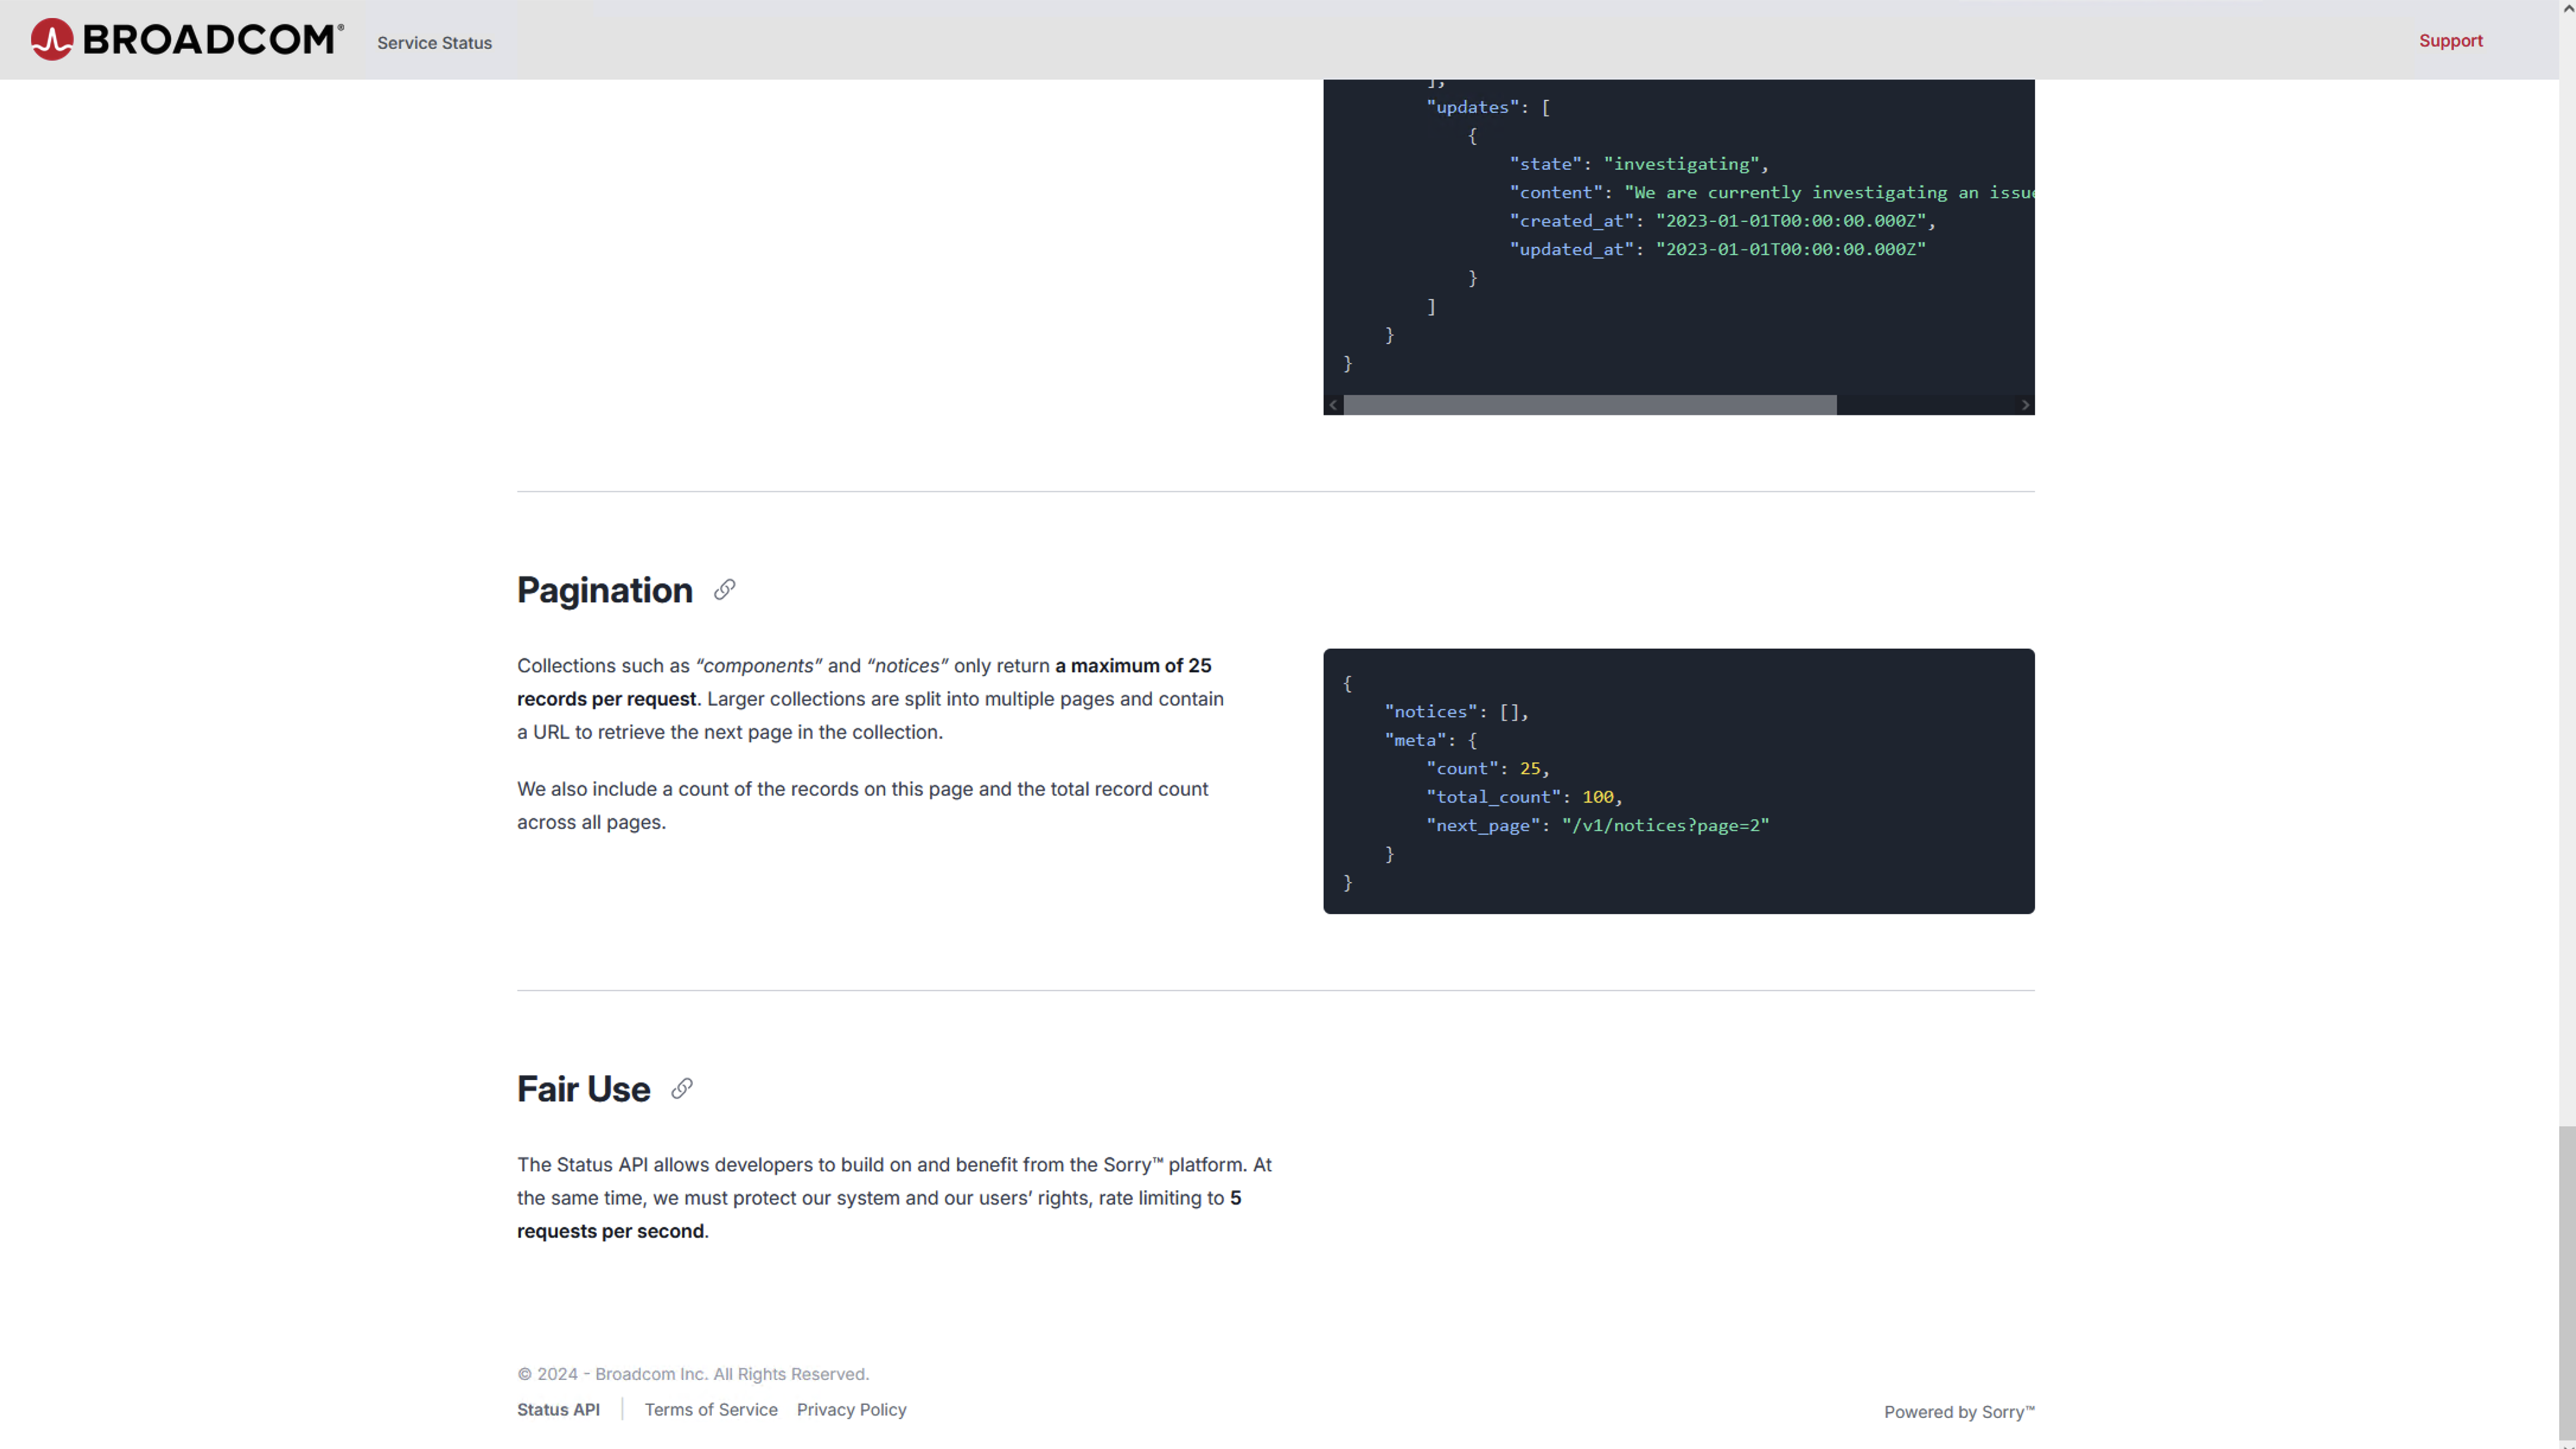 BROADCOM®
Service Status
Support
],
"updates": [
{
"state": "investigating",
"content": "We are currently investigating an issue
"created_at": "2023-01-01T00:00:00.000Z",
"updated_at": "2023-01-01T00:00:00.000Z"
}
]
}
}
Pagination
Collections such as “components” and “notices” only return a maximum of 25
records per request. Larger collections are split into multiple pages and contain
a URL to retrieve the next page in the collection.
We also include a count of the records on this page and the total record count
across all pages.
{
"notices": [],
"meta": {
"count": 25,
"total_count": 100,
"next_page": "/v1/notices?page=2"
}
}
Fair Use
The Status API allows developers to build on and benefit from the Sorry™ platform. At
the same time, we must protect our system and our users’ rights, rate limiting to 5
requests per second.
© 2024 - Broadcom Inc. All Rights Reserved.
Status API
Terms of Service
Privacy Policy
Powered by Sorry™